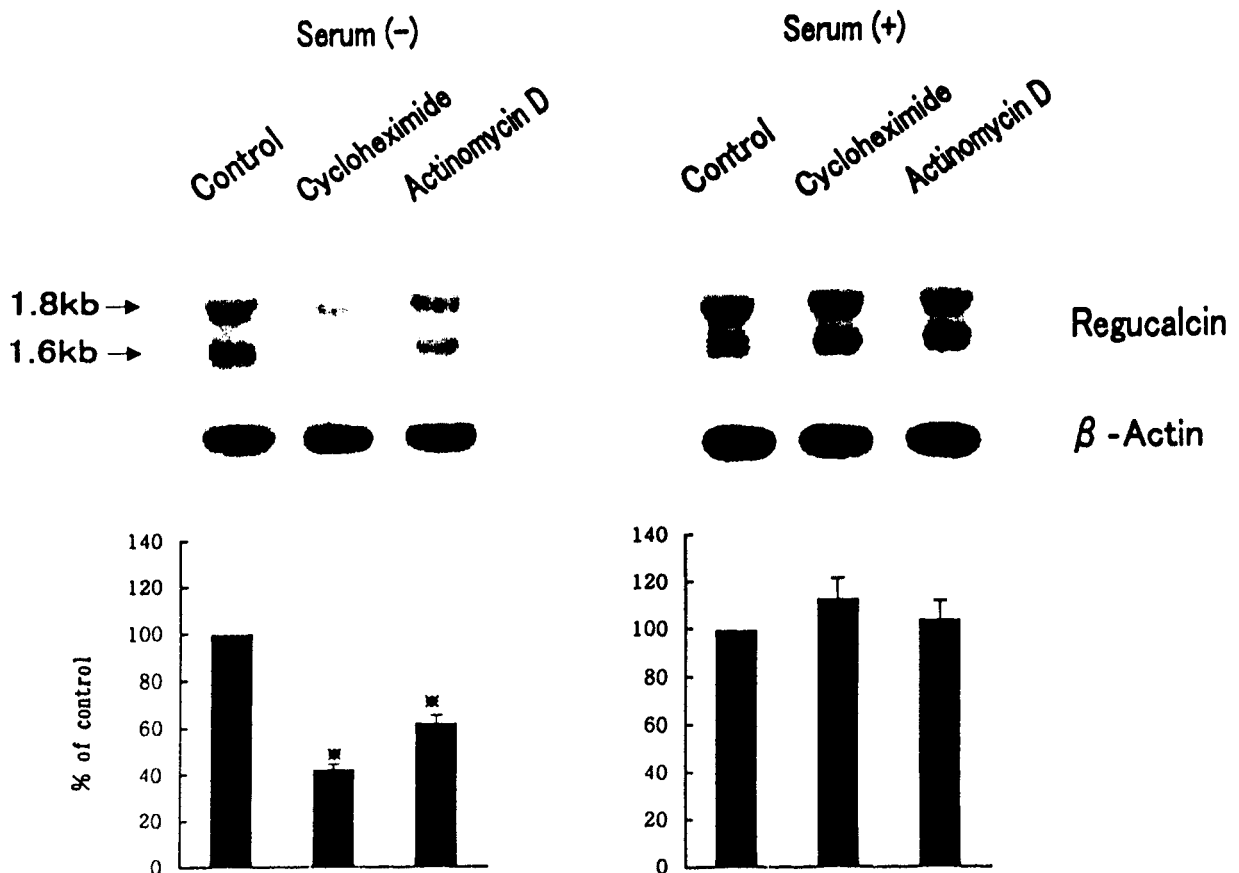 Serum (-)
Serum (+)
Control
Cycloheximide
Actinomycin D
Control
Cycloheximide
Actinomycin D
1.8kb →
1.6kb →
Regucalcin
β -Actin
% of control
140
120
100
80
60
40
20
0
*
*
140
120
100
80
60
40
20
0